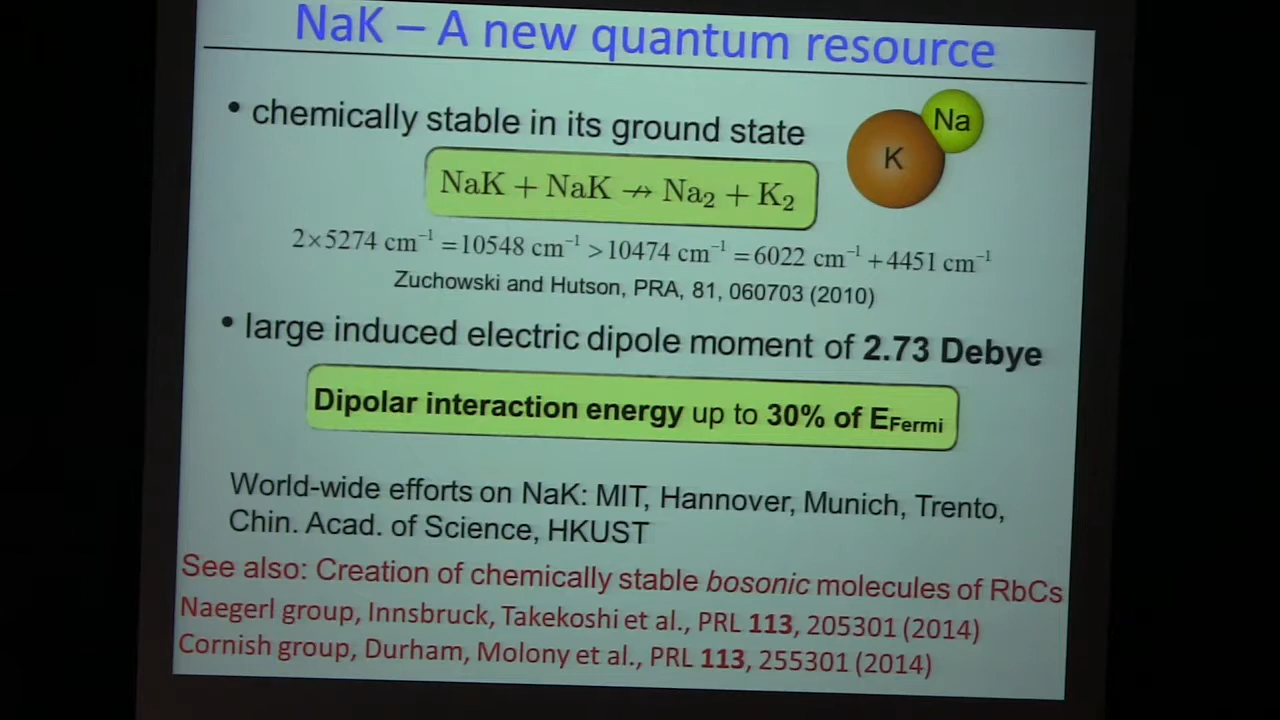 NaK – A new quantum resource
• chemically stable in its ground state
Na
K
NaK + NaK ↛ Na₂ + K₂
2×5274 cm⁻¹ =10548 cm⁻¹ >10474 cm⁻¹ =6022 cm⁻¹ +4451 cm⁻¹
Zuchowski and Hutson, PRA, 81, 060703 (2010)
• large induced electric dipole moment of 2.73 Debye
Dipolar interaction energy up to 30% of EFermi
World-wide efforts on NaK: MIT, Hannover, Munich, Trento,
Chin. Acad. of Science, HKUST
See also: Creation of chemically stable bosonic molecules of RbCs
Naegerl group, Innsbruck, Takekoshi et al., PRL 113, 205301 (2014)
Cornish group, Durham, Molony et al., PRL 113, 255301 (2014)